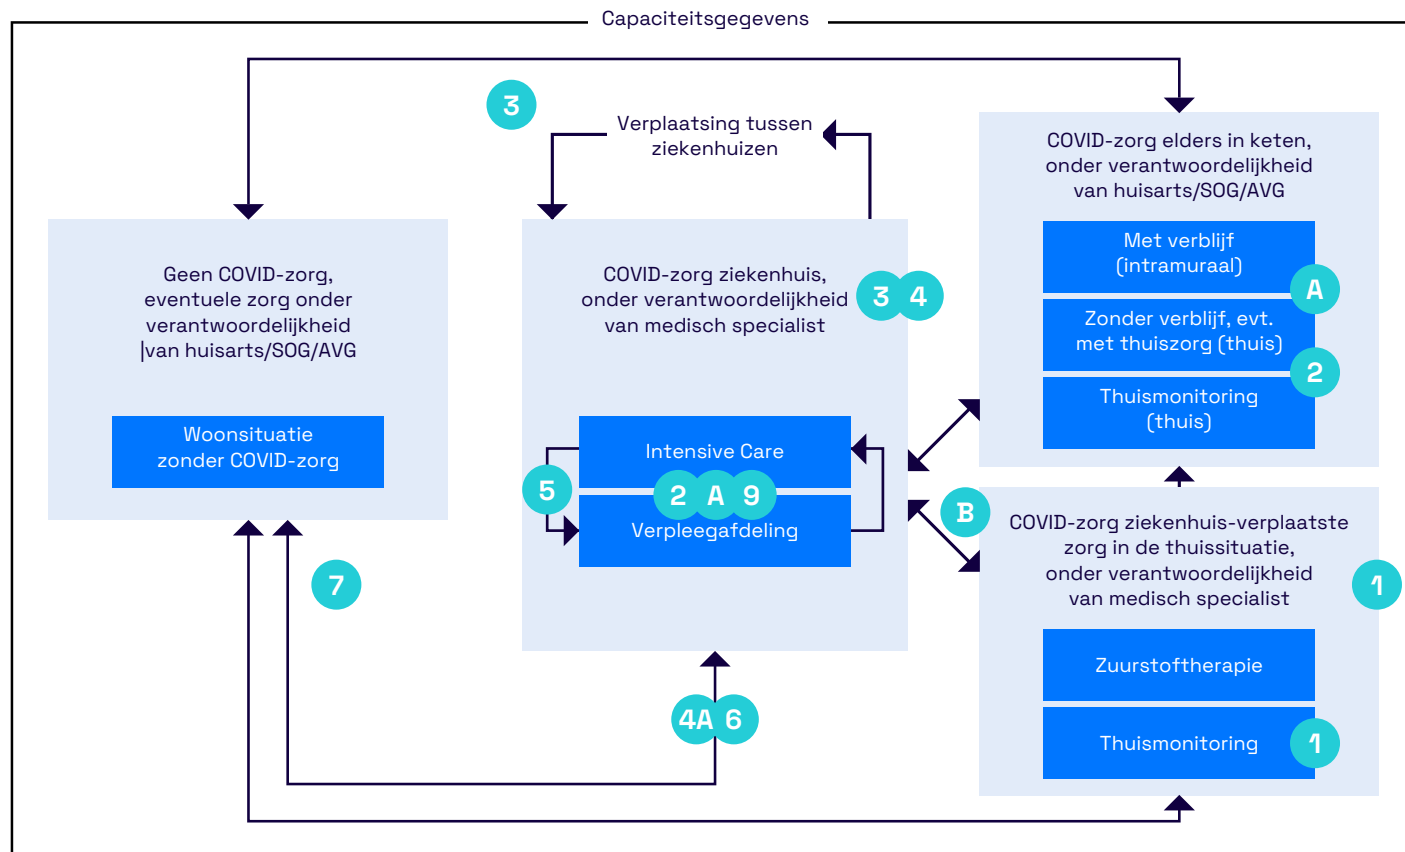 Capaciteitsgegevens
3
Verplaatsing tussen
ziekenhuizen
Geen COVID-zorg,
eventuele zorg onder
verantwoordelijkheid
|van huisarts/SOG/AVG
Woonsituatie
zonder COVID-zorg
7
COVID-zorg ziekenhuis,
onder verantwoordelijkheid
van medisch specialist
3
4
Intensive Care
5
2
A
9
Verpleegafdeling
4A
6
COVID-zorg elders in keten,
onder verantwoordelijkheid
van huisarts/SOG/AVG
Met verblijf
(intramuraal)
A
Zonder verblijf, evt.
met thuiszorg (thuis)
2
Thuismonitoring
(thuis)
B
COVID-zorg ziekenhuis-verplaatste
zorg in de thuissituatie,
onder verantwoordelijkheid
van medisch specialist
1
Zuurstoftherapie
Thuismonitoring
1